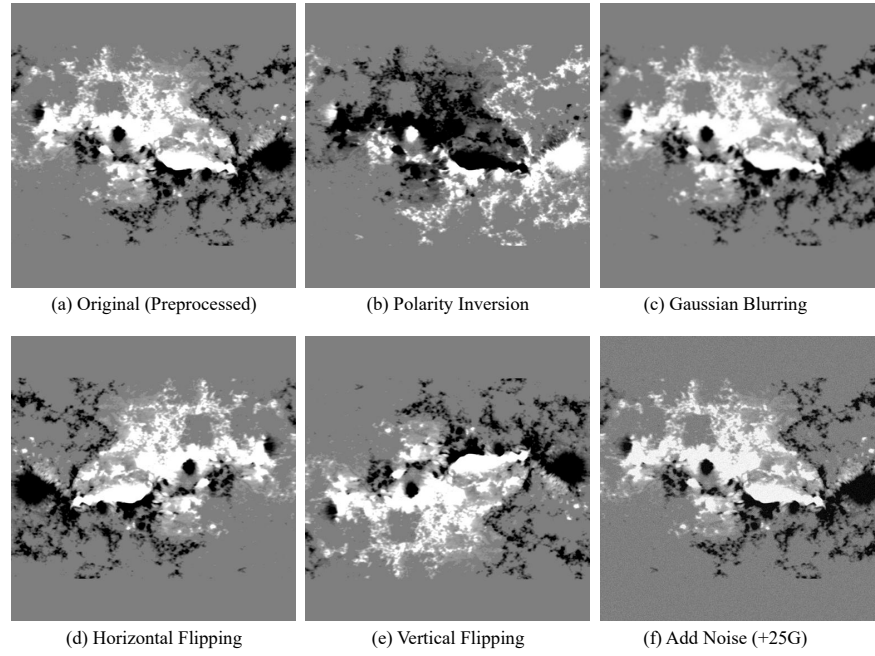 (a) Original (Preprocessed)
(b) Polarity Inversion
(c) Gaussian Blurring
(d) Horizontal Flipping
(e) Vertical Flipping
(f) Add Noise (+25G)